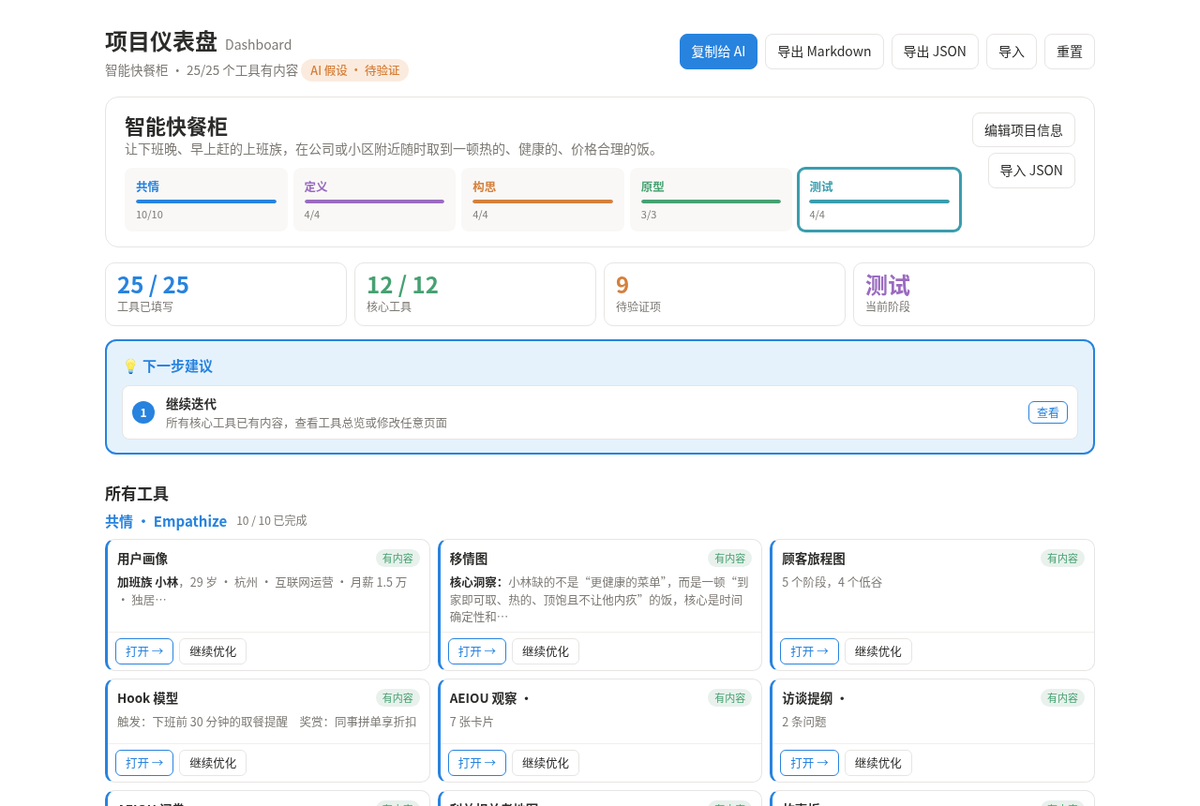 项目仪表盘 Dashboard
智能快餐柜 · 25/25 个工具有内容 AI 假设 · 待验证
复制给 AI
导出 Markdown
导出 JSON
导入
重置
智能快餐柜
让下班晚、早上赶的上班族，在公司或小区附近随时取到一顿热的、健康的、价格合理的饭。
编辑项目信息
导入 JSON
共情
10/10
定义
4/4
构思
4/4
原型
3/3
测试
4/4
25 / 25
工具已填写
12 / 12
核心工具
9
待验证项
测试
当前阶段
💡 下一步建议
1
继续迭代
所有核心工具已有内容，查看工具总览或修改任意页面
查看
所有工具
共情 · Empathize 10 / 10 已完成
用户画像 有内容
加班族 小林，29 岁 · 杭州 · 互联网运营 · 月薪 1.5 万
· 独居…
打开 → 继续优化
移情图 有内容
核心洞察：小林缺的不是“更健康的菜单”，而是一顿“到
家即可取、热的、顶饱且不让他内疚”的饭，核心是时间
确定性和…
打开 → 继续优化
顾客旅程图 有内容
5 个阶段，4 个低谷
打开 → 继续优化
Hook 模型 有内容
触发：下班前 30 分钟的取餐提醒 奖赏：同事拼单享折扣
打开 → 继续优化
AEIOU 观察 · 有内容
7 张卡片
打开 → 继续优化
访谈提纲 · 有内容
2 条问题
打开 → 继续优化